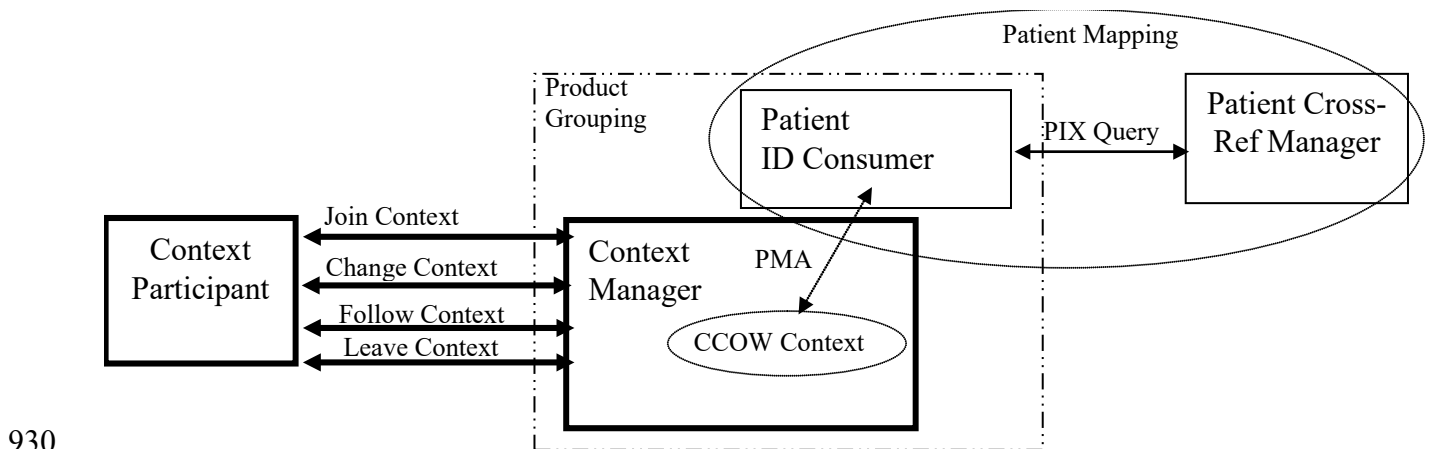 Patient Mapping
Product
Grouping
Patient
ID Consumer
PIX Query
Patient Cross-
Ref Manager
Join Context
Context
Participant
Change Context
Follow Context
Leave Context
Context
Manager
PMA
CCOW Context
930